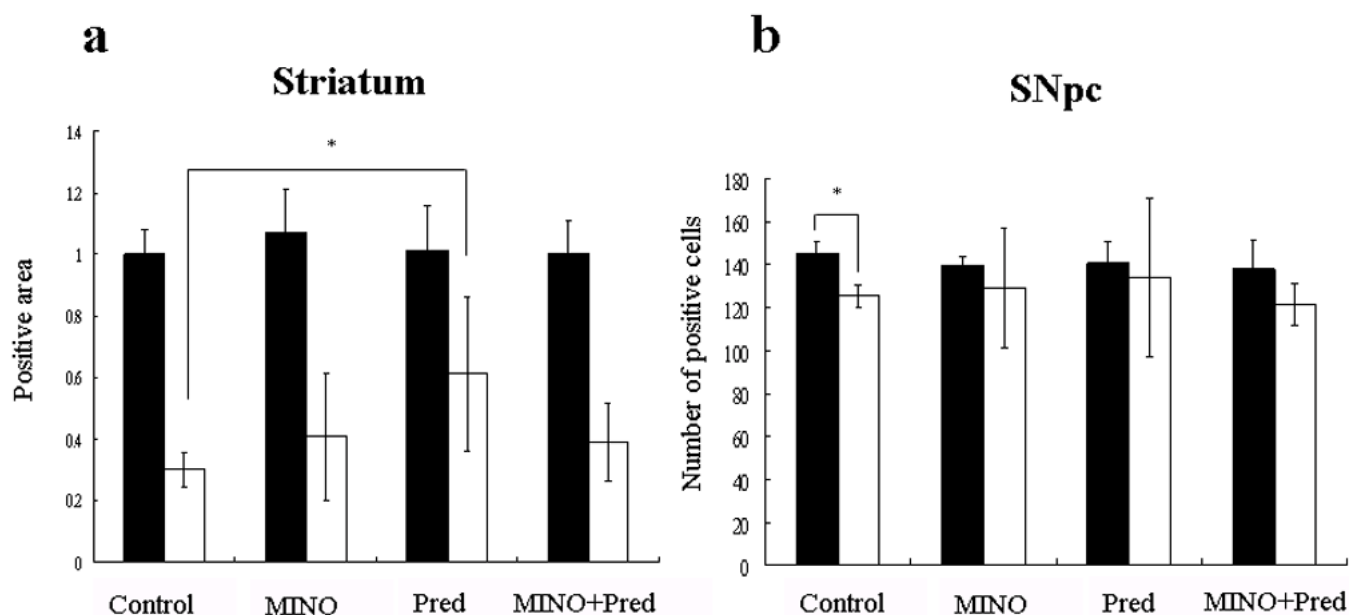 a
Striatum
Positive area
14
12
1
0.8
0.6
0.4
02
0
*
Control MINO Pred MINO+Pred
b
SNpc
Number of positive cells
180
160
140
120
100
80
60
40
20
0
*
Control MINO Pred MINO+Pred